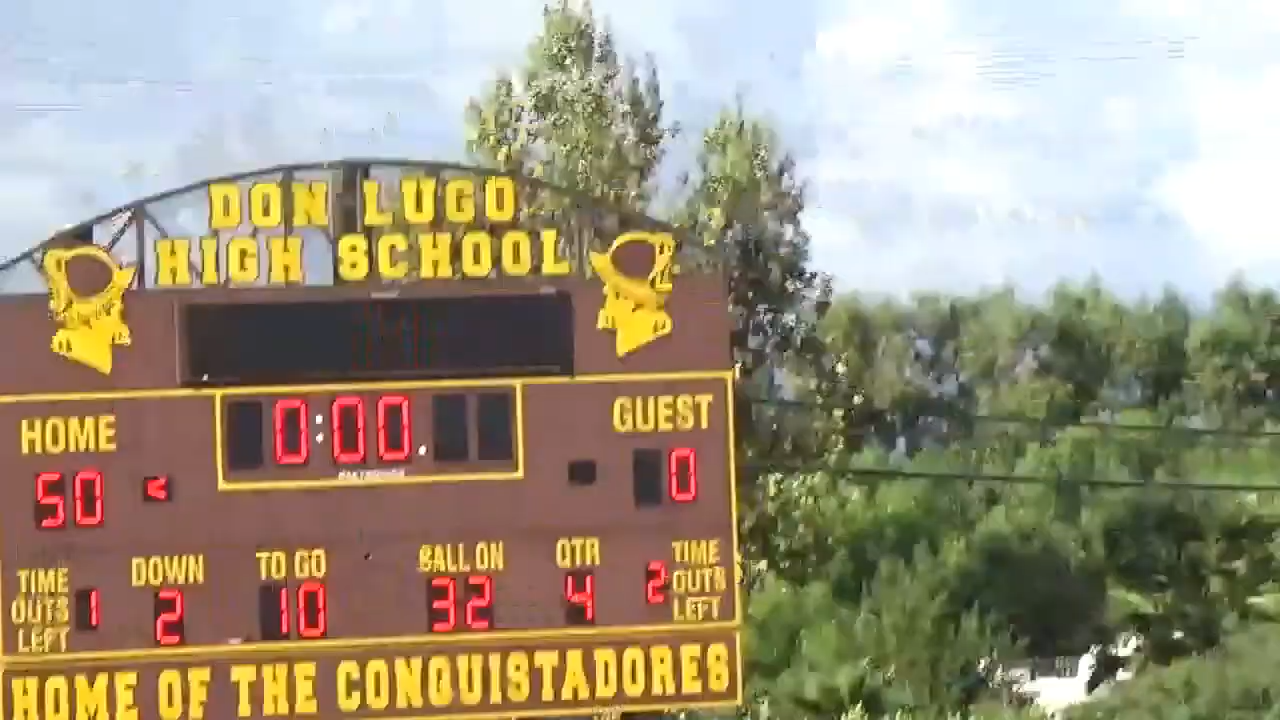 DON LUGO
HIGH SCHOOL
HOME 0:00. GUEST
50 < 0
TIME OUTS LEFT 1 DOWN 2 TO GO 10 BALL ON 32 QTR 4 2 TIME OUTS LEFT
HOME OF THE CONQUISTADORES